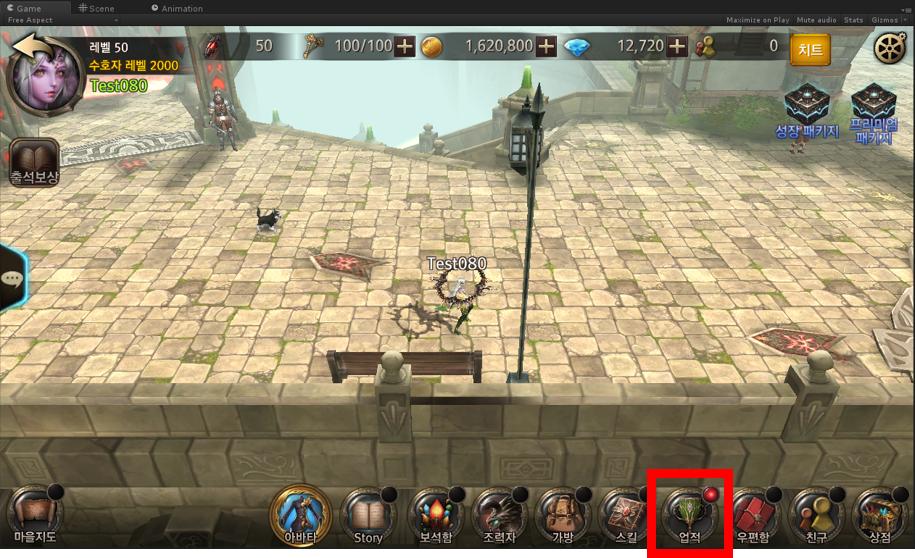 Game
Scene
Animation
Free Aspect
Maximize on Play
Mute audio
Stats
Gizmos
레벨 50
수호자 레벨 2000
Test080
50
100/100
1,620,800
12,720
0
치트
성장 패키지
프리미엄
패키지
출석보상
Test080
마을지도
아바타
Story
보석함
조력자
가방
스킬
업적
우편함
친구
상점